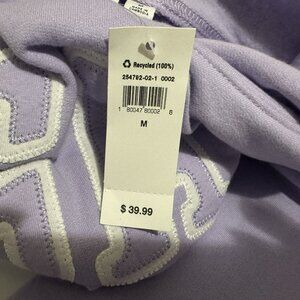 ♻ Recycled (100%)
254782-02-1 0002
1 80047 80002 8
M
$ 39.99